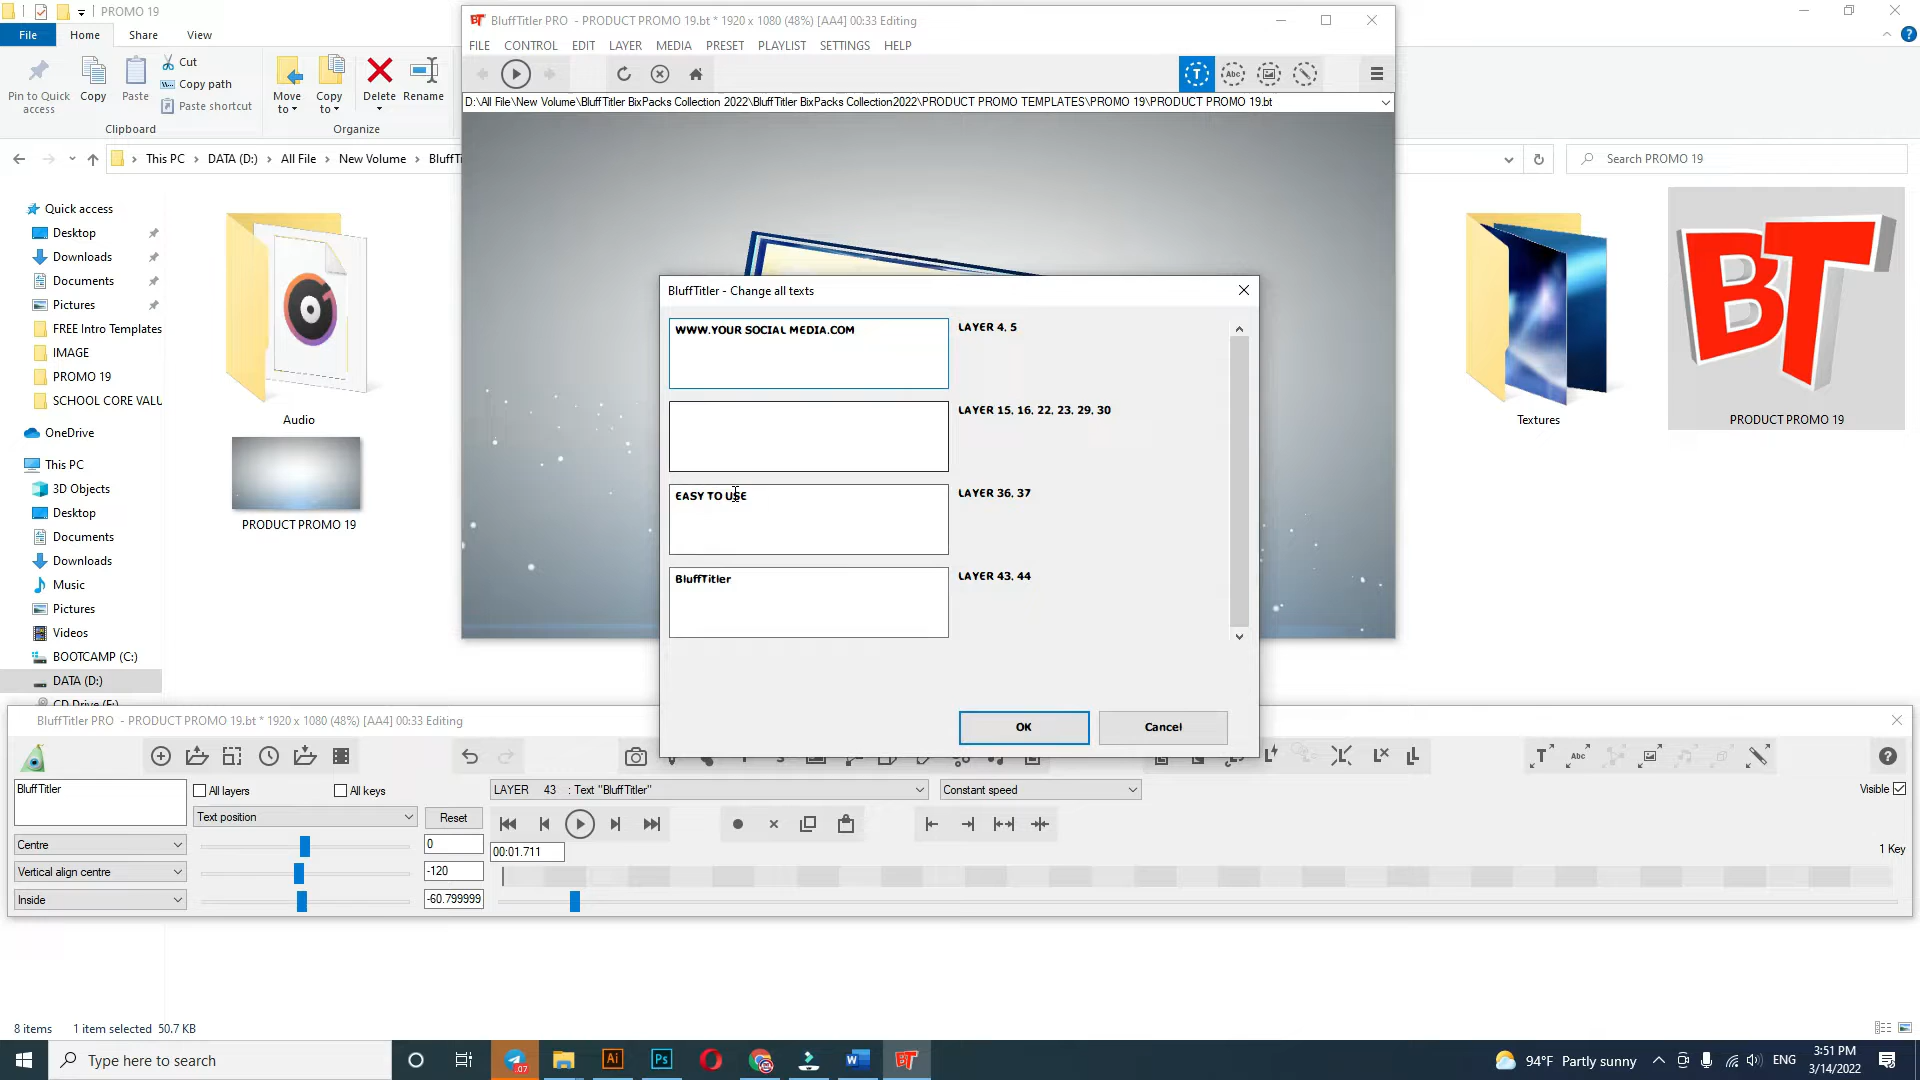 PROMO 19
File
Home
Share
View
Pin to Quick access
Copy
Paste
Cut
Copy path
Paste shortcut
Clipboard
Move to
Copy to
Delete
Rename
Organize
This PC
DATA (D:)
All File
New Volume
BluffTi
Search PROMO 19
Quick access
Desktop
Downloads
Documents
Pictures
FREE Intro Templates
IMAGE
PROMO 19
SCHOOL CORE VALU
OneDrive
This PC
3D Objects
Desktop
Documents
Downloads
Music
Pictures
Videos
BOOTCAMP (C:)
DATA (D:)
Audio
PRODUCT PROMO 19
Textures
BT
PRODUCT PROMO 19
8 items
1 item selected 50.7 KB
BluffTitler PRO - PRODUCT PROMO 19.bt * 1920 x 1080 (48%) [AA4] 00:33 Editing
FILE
CONTROL
EDIT
LAYER
MEDIA
PRESET
PLAYLIST
SETTINGS
HELP
D:\All File\New Volume\BluffTitler BixPacks Collection 2022\BluffTitler BixPacks Collection2022\PRODUCT PROMO TEMPLATES\PROMO 19\PRODUCT PROMO 19.bt
BluffTitler - Change all texts
WWW.YOUR SOCIAL MEDIA.COM
LAYER 4, 5
LAYER 15, 16, 22, 23, 29, 30
EASY TO USE
LAYER 36, 37
BluffTitler
LAYER 43, 44
OK
Cancel
BluffTitler PRO - PRODUCT PROMO 19.bt * 1920 x 1080 (48%) [AA4] 00:33 Editing
BluffTitler
All layers
All keys
Text position
Reset
LAYER 43 : Text "BluffTitler"
Constant speed
Visible
Centre
0
Vertical align centre
-120
Inside
-60.799999
00:01.711
1 Key
Type here to search
94°F Partly sunny
ENG
3:51 PM
3/14/2022